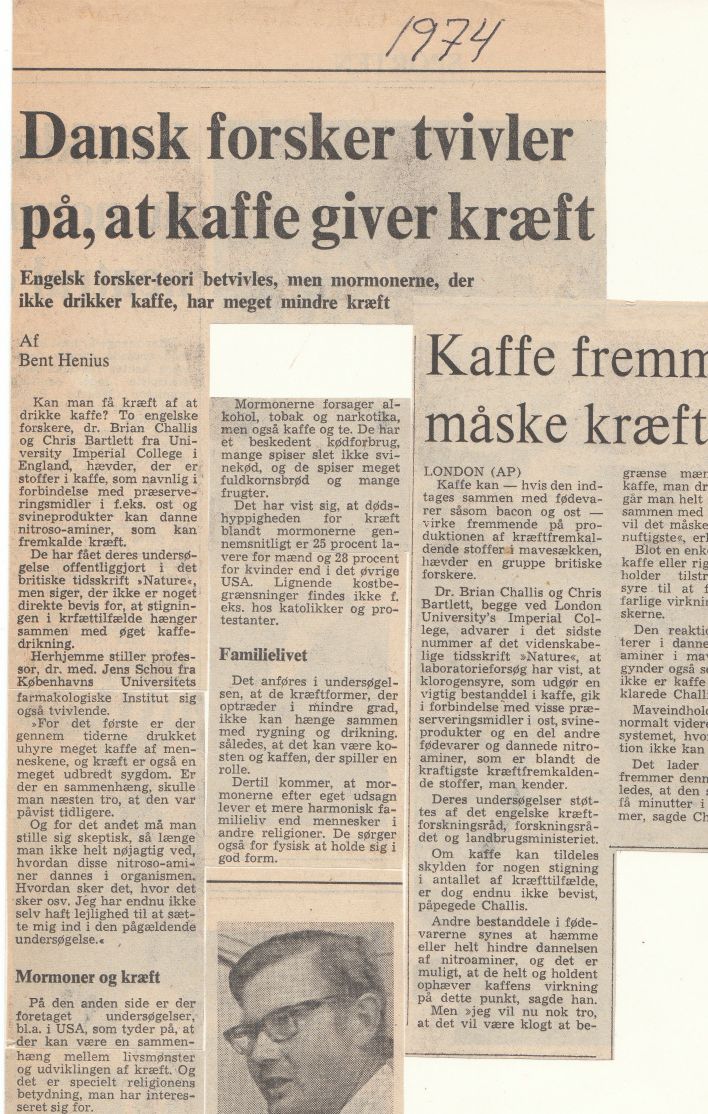 1974
Dansk forsker tvivler
på, at kaffe giver kræft
Engelsk forsker-teori betvivles, men mormonerne, der
ikke drikker kaffe, har meget mindre kræft
Af
Bent Henius
Kan man få kræft af at
drikke kaffe? To engelske
forskere, dr. Brian Challis
og Chris Bartlett fra Uni-
versity Imperial College i
England, hævder, der er
stoffer i kaffe, som navnlig i
forbindelse med præserve-
ringsmidler i f.eks. ost og
svineprodukter kan danne
nitroso-aminer, som kan
fremkalde kræft.
De har fået deres undersø-
gelse offentliggjort i det
britiske tidsskrift »Nature«,
men siger, der ikke er noget
direkte bevis for, at stignin-
gen i krfættilfælde hænger
sammen med øget kaffe-
drikning.
Herhjemme stiller profes-
sor, dr. med. Jens Schou fra
Københavns Universitets
farmakologiske Institut sig
også tvivlende.
»For det første er der
gennem tiderne drukket
uhyre meget kaffe af men-
neskene, og kræft er også en
meget udbredt sygdom. Er
der en sammenhæng, skulle
man næsten tro, at den var
påvist tidligere.
Og for det andet må man
stille sig skeptisk, så længe
man ikke helt nøjagtig ved,
hvordan disse nitroso-ami-
ner dannes i organismen.
Hvordan sker det, hvor det
sker osv. Jeg har endnu ikke
selv haft lejlighed til at sæt-
te mig ind i den pågældende
undersøgelse.«
Mormoner og kræft
På den anden side er der
foretaget undersøgelser,
bl.a. i USA, som tyder på, at
der kan være en sammen-
hæng mellem livsmønster
og udviklingen af kræft. Og
det er specielt religionens
betydning, man har interes-
seret sig for.
Mormonerne forsager al-
kohol, tobak og narkotika,
men også kaffe og te. De har
et beskedent kødforbrug,
mange spiser slet ikke svi-
nekød, og de spiser meget
fuldkornsbrød og mange
frugter.
Det har vist sig, at døds-
hyppigheden for kræft
blandt mormonerne gen-
nemsnitligt er 25 procent la-
vere for mænd og 28 procent
for kvinder end i det øvrige
USA. Lignende kostbe-
grænsninger findes ikke f.
eks. hos katolikker og pro-
testanter.
Familielivet
Det anføres i undersøgel-
sen, at de kræftformer, der
optræder i mindre grad,
ikke kan hænge sammen
med rygning og drikning.
således, at det kan være ko-
sten og kaffen, der spiller en
rolle.
Dertil kommer, at mor-
monerne efter eget udsagn
lever et mere harmonisk fa-
milieliv end mennesker i
andre religioner. De sørger
også for fysisk at holde sig i
god form.
Kaffe fremm
måske kræft
LONDON (AP)
Kaffe kan — hvis den ind-
tages sammen med fødeva-
rer såsom bacon og ost —
virke fremmende på pro-
duktionen af kræftfremkal-
dende stoffer i mavesækken,
hævder en gruppe britiske
forskere.
Dr. Brian Challis og Chris
Bartlett, begge ved London
University's Imperial Col-
lege, advarer i det sidste
nummer af det videnskabe-
lige tidsskrift »Nature«, at
laboratorieforsøg har vist, at
klorogensyre, som udgør en
vigtig bestanddel i kaffe, gik
i forbindelse med visse præ-
serveringsmidler i ost, svine-
produkter og en del andre
fødevarer og dannede nitro-
aminer, som er blandt de
kraftigste kræftfremkalden-
de stoffer, man kender.
Deres undersøgelser støt-
tes af det engelske kræft-
forskningsråd, forskningsrå-
det og landbrugsministeriet.
Om kaffe kan tildeles
skylden for nogen stigning
i antallet af kræfttilfælde,
er dog endnu ikke bevist,
påpegede Challis.
Andre bestanddele i føde-
varerne synes at hæmme
eller helt hindre dannelsen
af nitroaminer, og det er
muligt, at de helt og holdent
ophæver kaffens virkning
på dette punkt, sagde han.
Men »jeg vil nu nok tro,
at det vil være klogt at be-
grænse mæn
kaffe, man dr
går man helt
sammen med
vil det måske
nuftigste«, erl
Blot en enk
kaffe eller rig
holder tilstr
syre til at f
farlige virknin
skerne.
Den reaktio
terer i danne
aminer i mav
gynder også s
ikke er kaffe
klarede Challi
Maveindhold
normalt videre
systemet, hvo
tion ikke kan
Det lader
fremmer denn
ledes, at den s
få minutter i
mer, sagde Ch